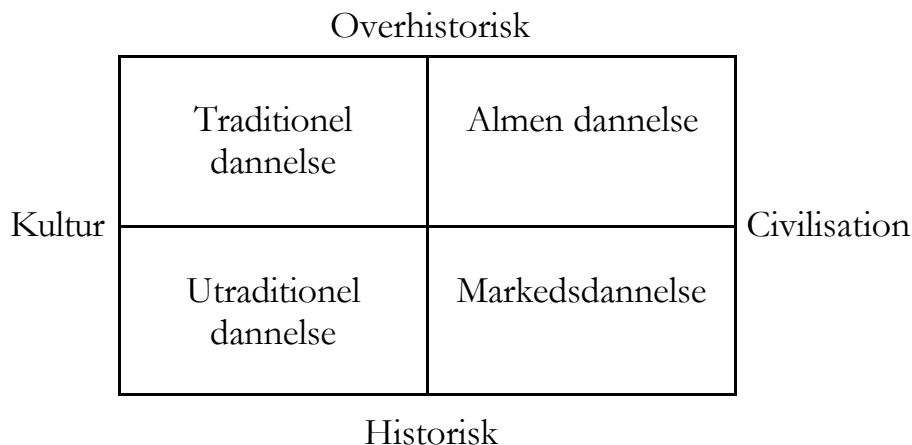 Overhistorisk
Traditionel
dannelse
Almen dannelse
Kultur
Civilisation
Utraditionel
dannelse
Markedsdannelse
Historisk